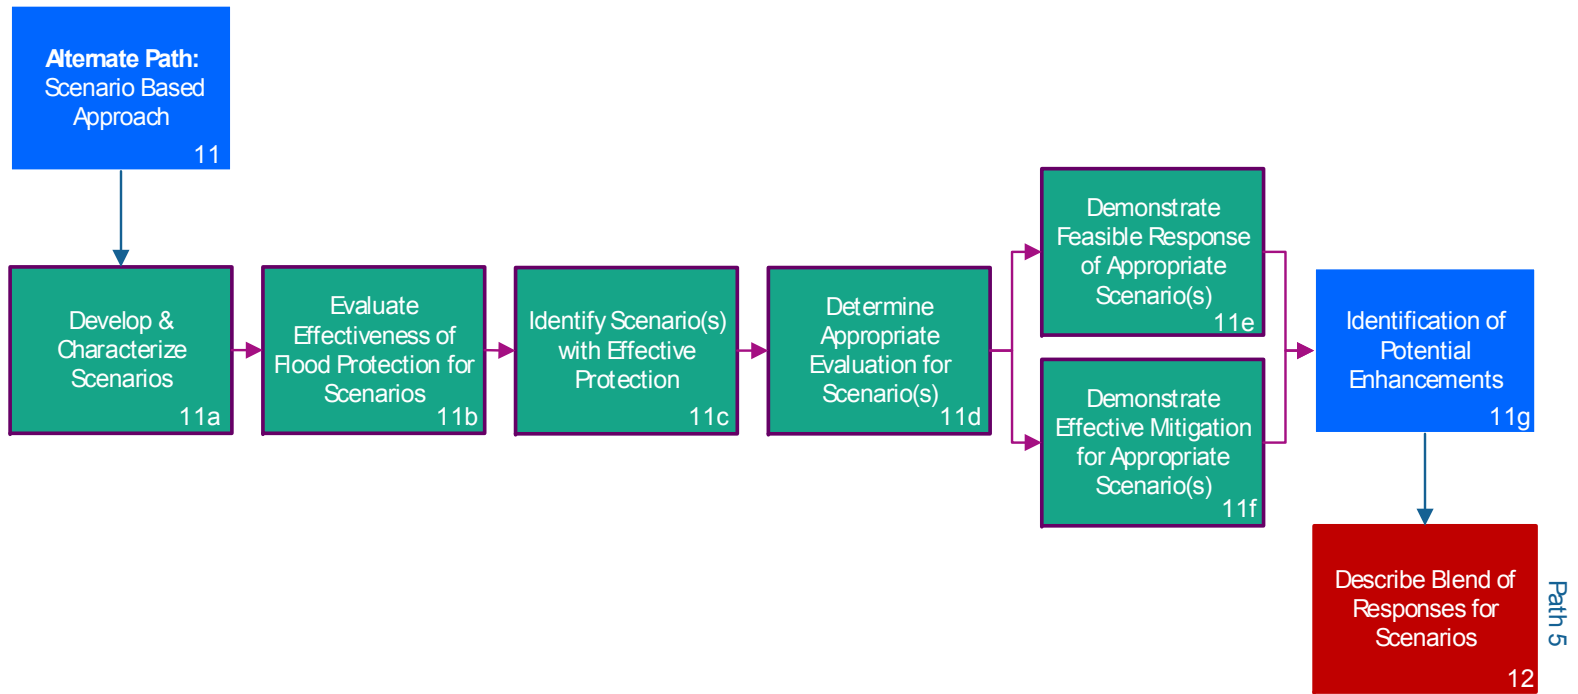 Alternate Path:
Scenario Based
Approach
11
Develop &
Characterize
Scenarios
11a
Evaluate
Effectiveness of
Flood Protection for
Scenarios
11b
Identify Scenario(s)
with Effective
Protection
11c
Determine
Appropriate
Evaluation for
Scenario(s)
11d
Demonstrate
Feasible Response
of Appropriate
Scenario(s)
11e
Demonstrate
Effective Mitigation
for Appropriate
Scenario(s)
11f
Identification of
Potential
Enhancements
11g
Describe Blend of
Responses for
Scenarios
12
Path 5